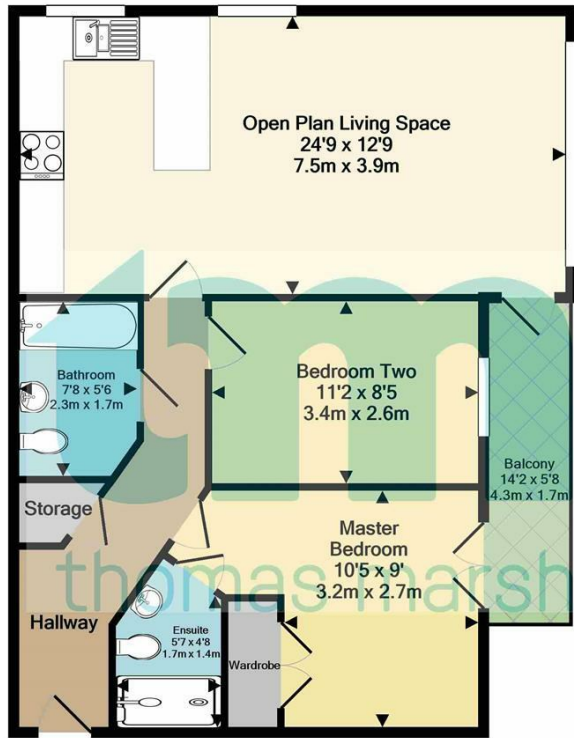 Open Plan Living Space
24'9 x 12'9
7.5m x 3.9m
Bathroom
7'8 x 5'6
2.3m x 1.7m
Bedroom Two
11'2 x 8'5
3.4m x 2.6m
Balcony
14'2 x 5'8
4.3m x 1.7m
Storage
Master
Bedroom
10'5 x 9'
3.2m x 2.7m
Hallway
Ensuite
5'7 x 4'8
1.7m x 1.4m
Wardrobe
tm
thomas marsh